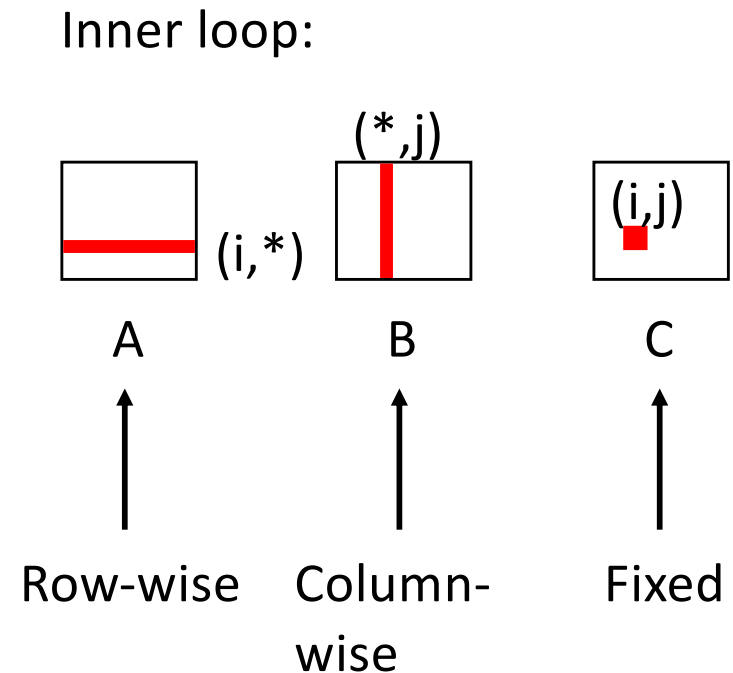 Inner loop:
(*,j)
(i,j)
(i,*)
A B C
Row-wise Column- Fixed
wise